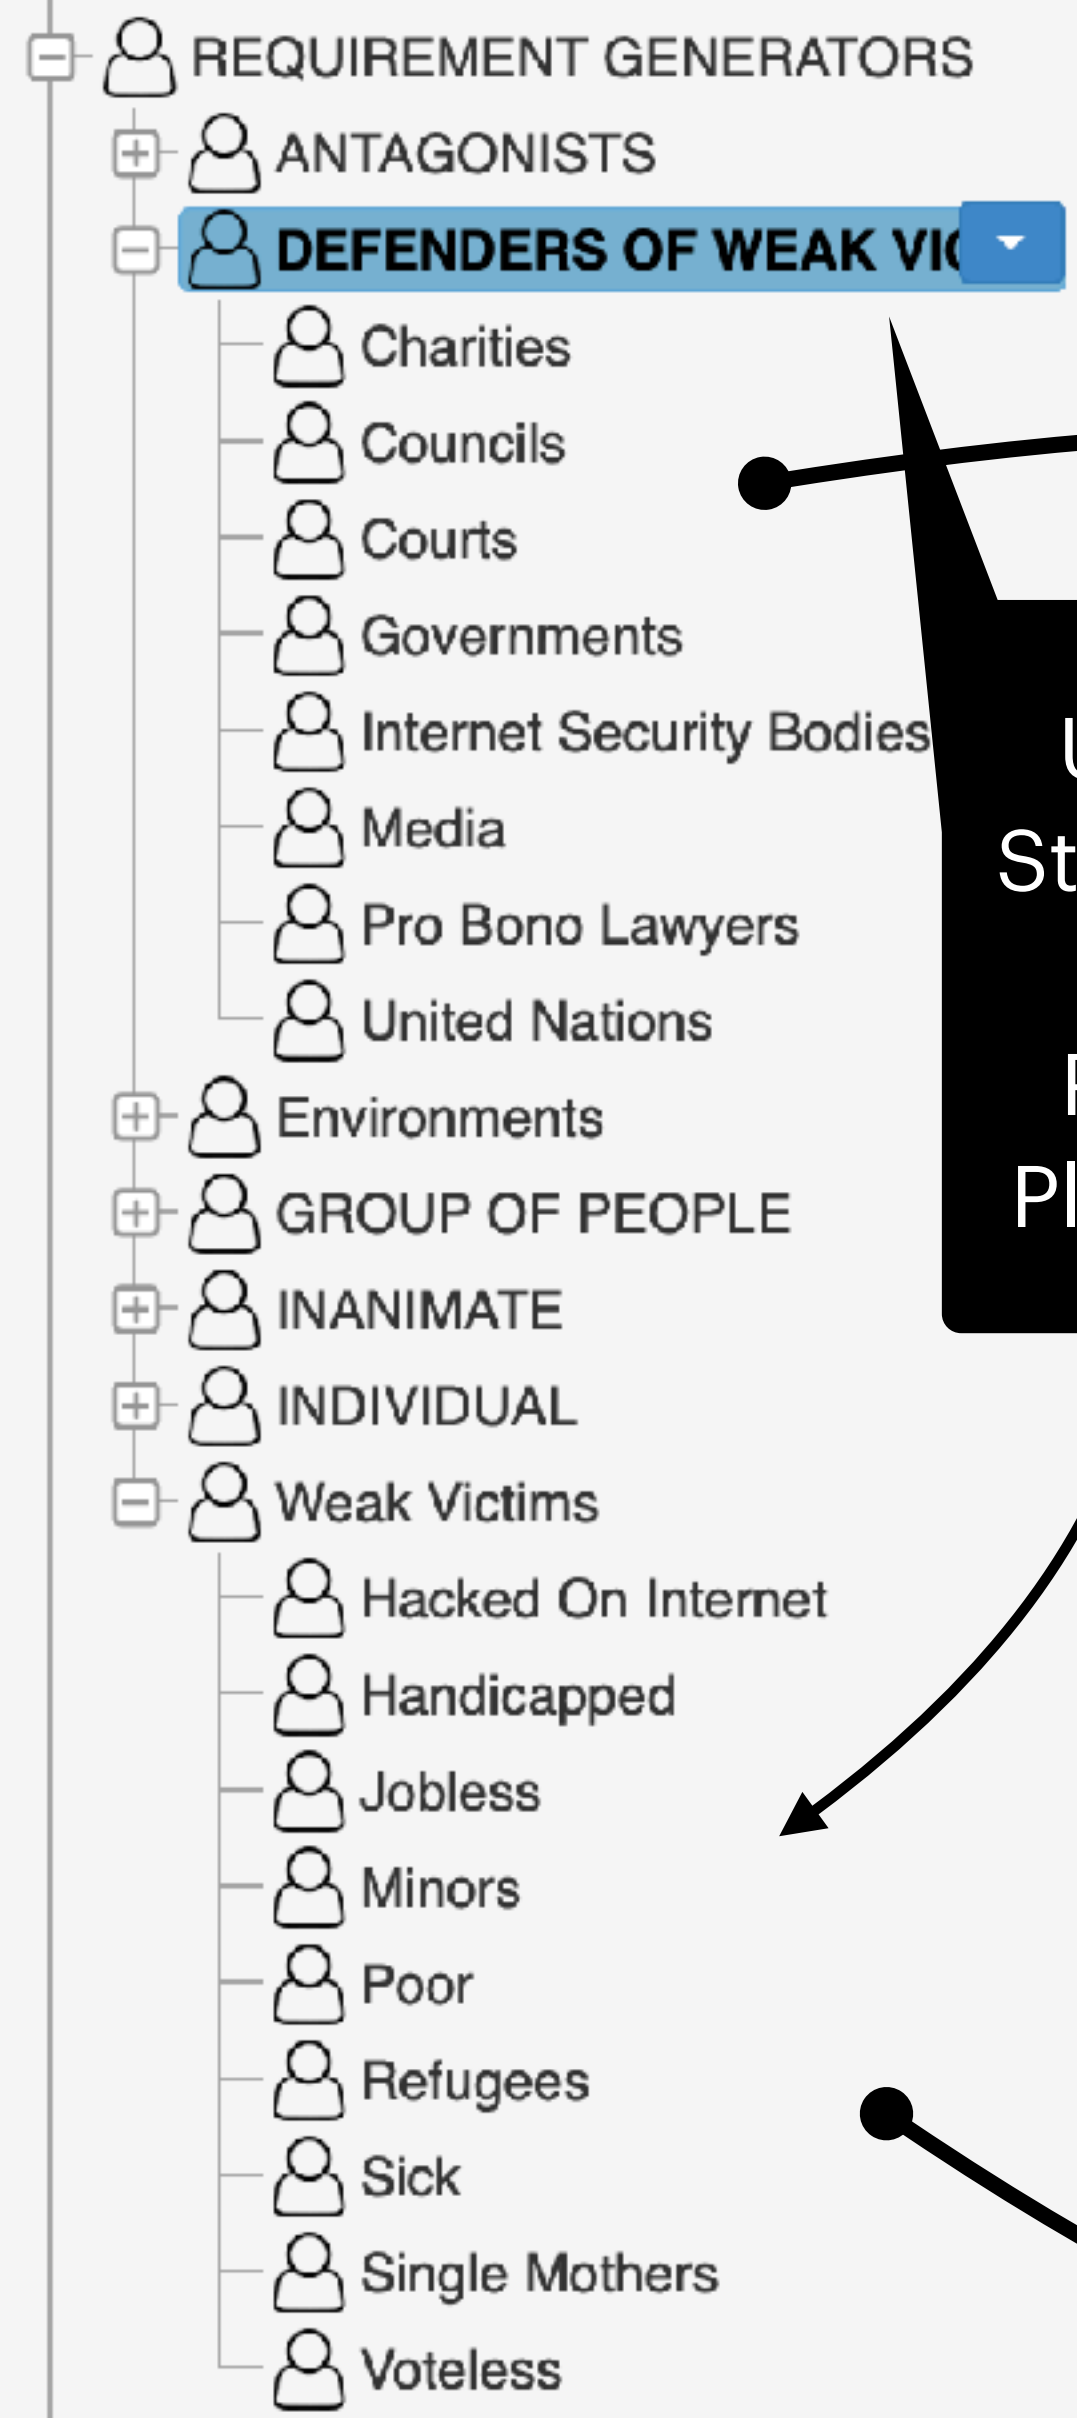 REQUIREMENT GENERATORS
ANTAGONISTS
DEFENDERS OF WEAK
Charities
Councils
Courts
Governments
Internet Security Bodies
Media
Pro Bono Lawyers
United Nations
Environments
GROUP OF PEOPLE
INANIMATE
INDIVIDUAL
Weak Victims
Hacked On Internet
Handicapped
Jobless
Minors
Poor
Refugees
Sick
Single Mothers
Voteless